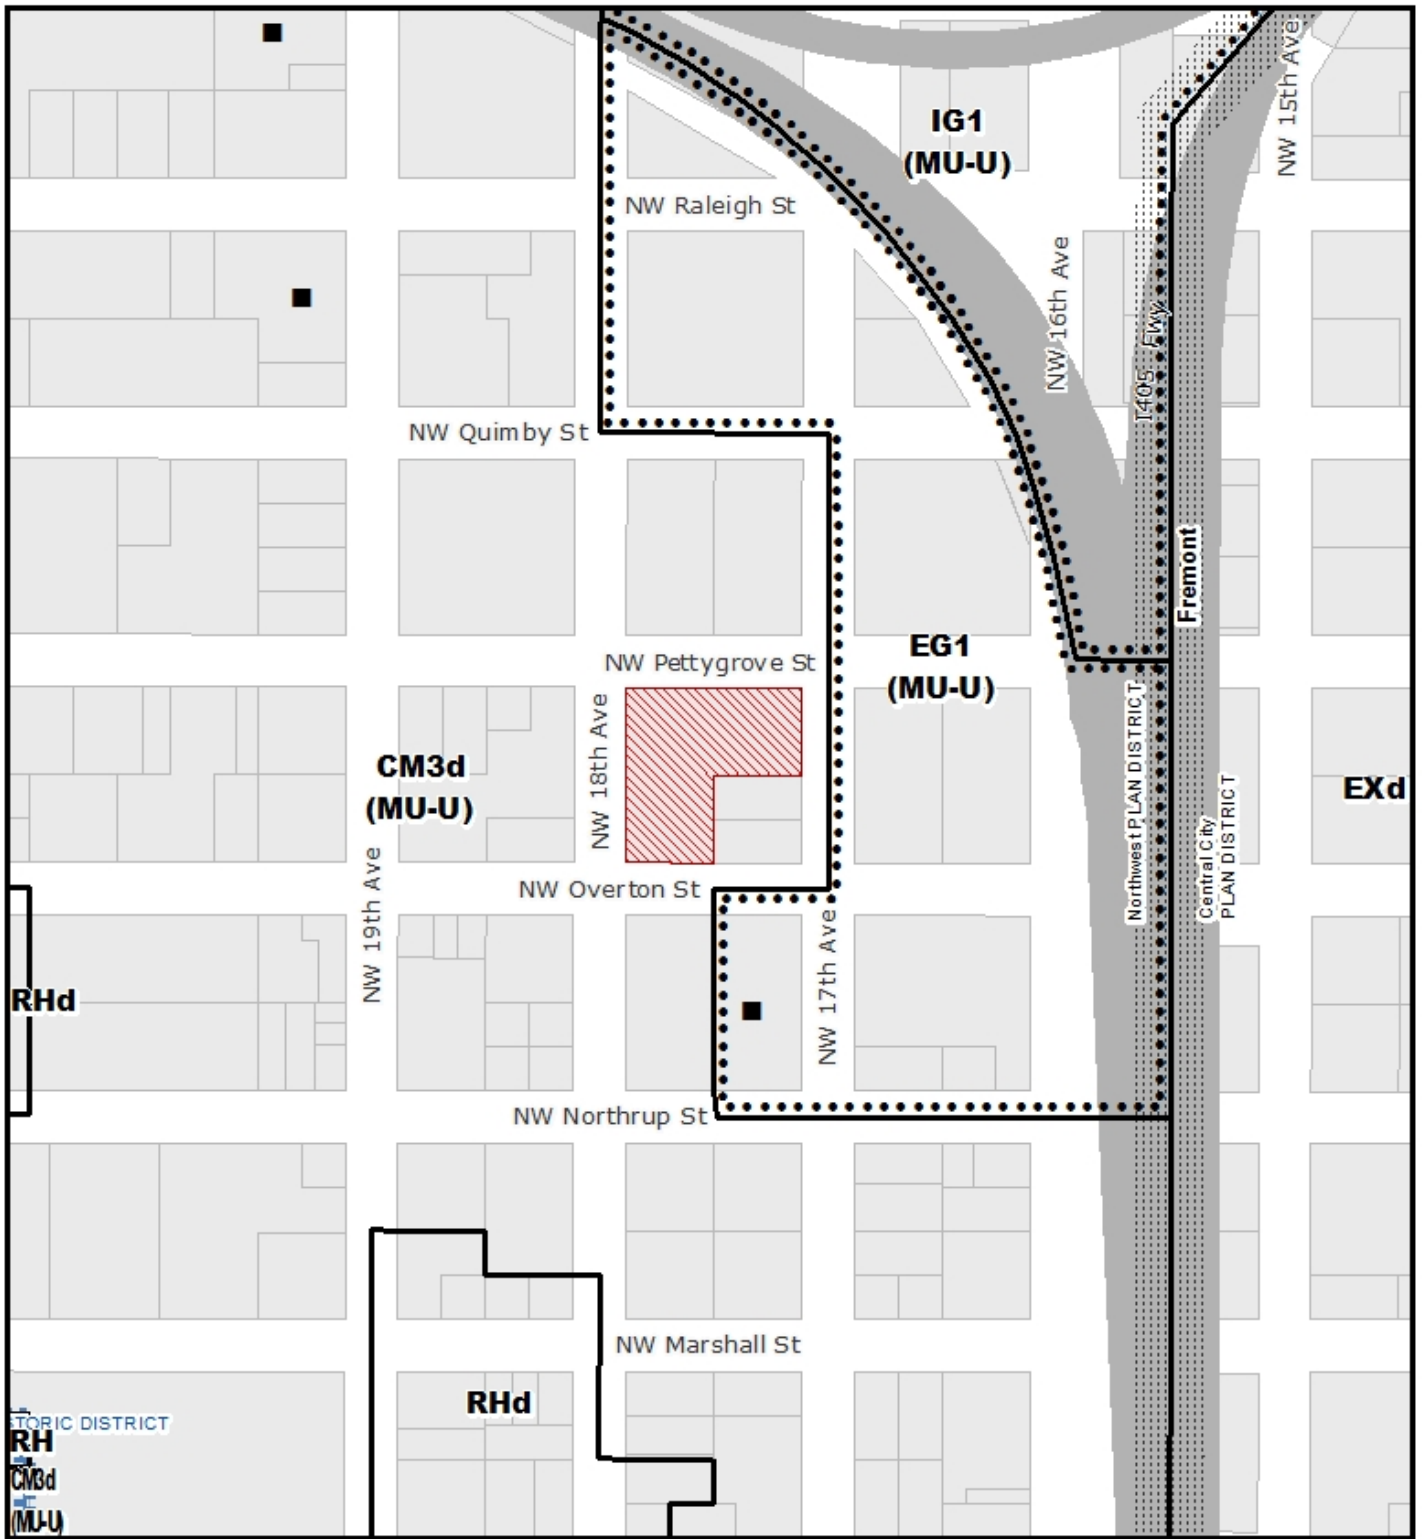 NW 15th Ave
IG1
(MU-U)
NW Raleigh St
NW 16th Ave
I405 Fwy
NW Quimby St
Fremont
NW Pettygrove St
EG1
(MU-U)
NW 18th Ave
CM3d
(MU-U)
Northwest PLAN DISTRICT
Central City
PLAN DISTRICT
EXd
NW 19th Ave
NW Overton St
NW 17th Ave
RHd
NW Northrup St
NW Marshall St
RHd
STORIC DISTRICT
RH
CM3d
(MU-U)